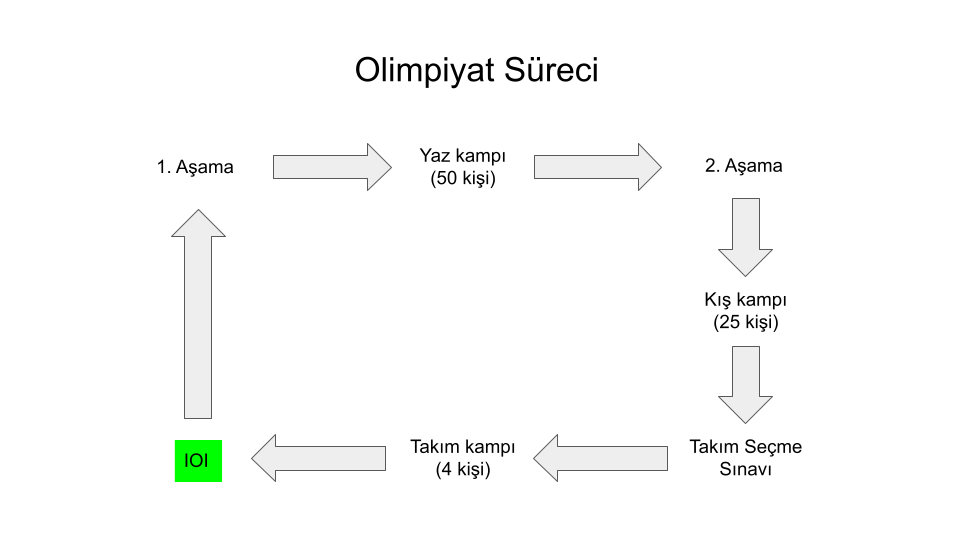 Olimpiyat Süreci
1. Aşama
Yaz kampı
(50 kişi)
2. Aşama
Kış kampı
(25 kişi)
Takım Seçme
Sınavı
Takım kampı
(4 kişi)
IOI